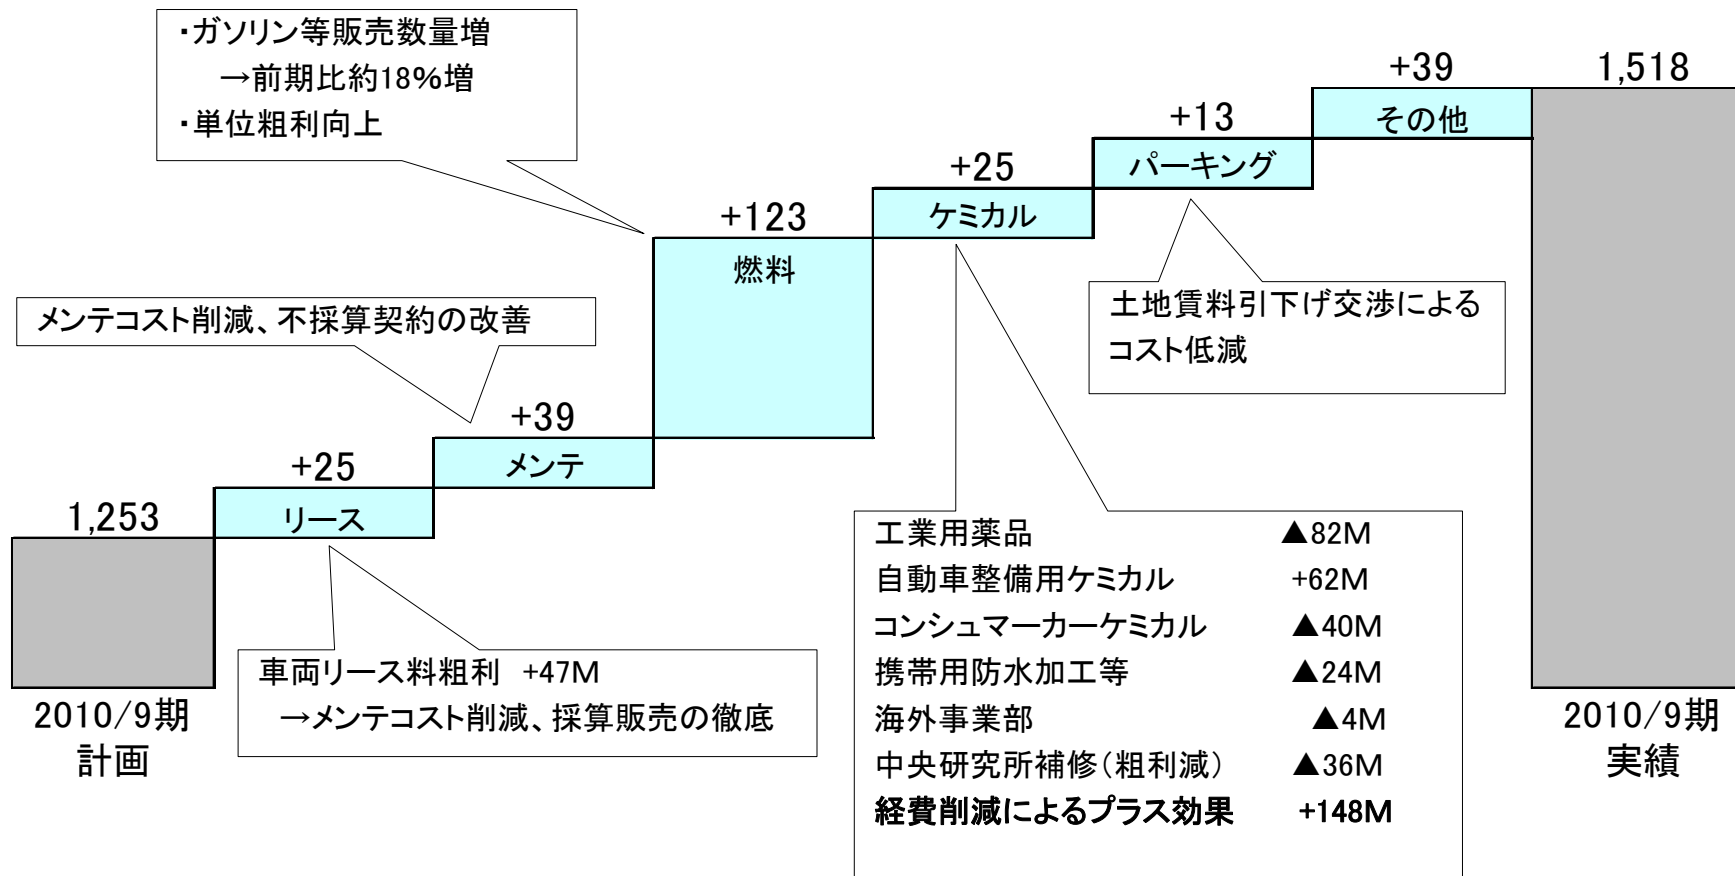 ・ガソリン等販売数量増
→前期比約18%増
・単位粗利向上
+39
1,518
その他
+13
パーキング
+25
ケミカル
+123
燃料
土地賃料引下げ交渉による
コスト低減
メンテコスト削減、不採算契約の改善
+39
メンテ
+25
リース
1,253
2010/9期
計画
車両リース料粗利 +47M
→メンテコスト削減、採算販売の徹底
工業用薬品 ▲82M
自動車整備用ケミカル +62M
コンシュマーカーケミカル ▲40M
携帯用防水加工等 ▲24M
海外事業部 ▲4M
中央研究所補修(粗利減) ▲36M
経費削減によるプラス効果 +148M
2010/9期
実績